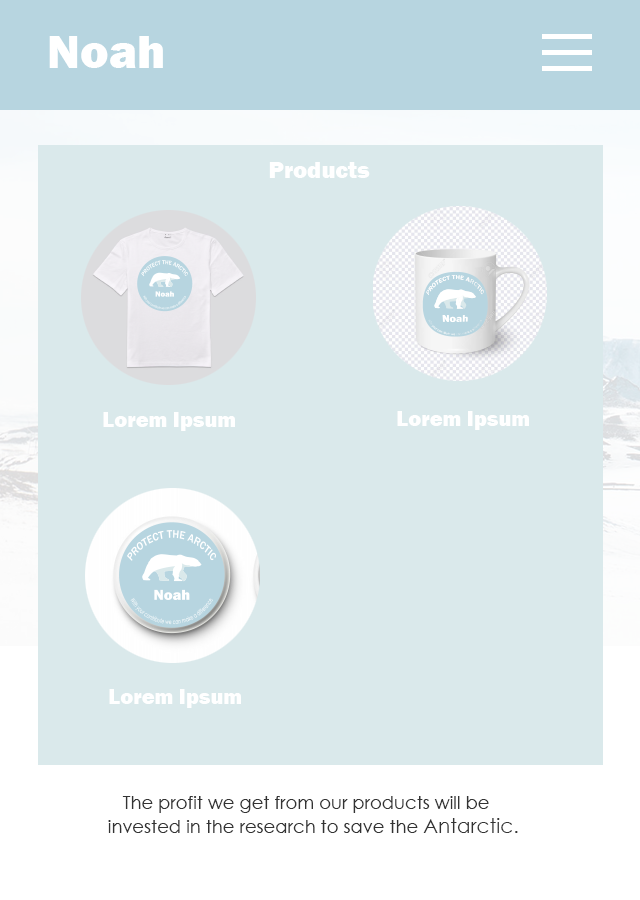 Noah
Products
PROTECT THE ARCTIC
Noah
PROTECT THE ARCTIC
Noah
Lorem Ipsum
Lorem Ipsum
PROTECT THE ARCTIC
Noah
Lorem Ipsum
The profit we get from our products will be
invested in the research to save the Antarctic.